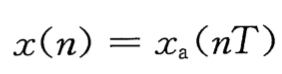 x(n) = xₐ(nT)